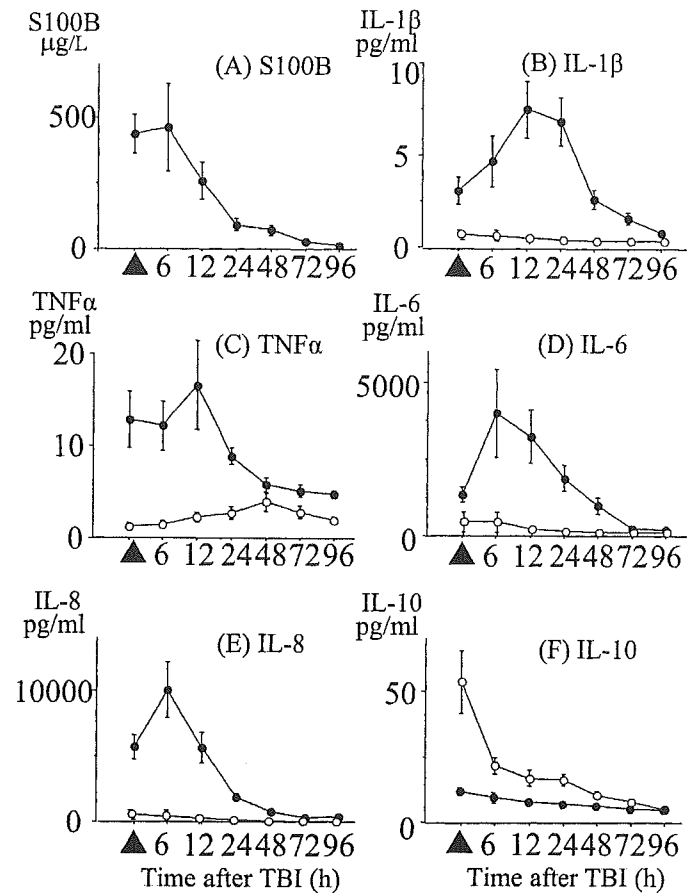 S100B
μg/L
(A) S100B
500
0
6 12 24 48 72 96
IL-1β
pg/ml
(B) IL-1β
10
5
0
6 12 24 48 72 96
TNFα
pg/ml
(C) TNFα
20
10
0
6 12 24 48 72 96
IL-6
pg/ml
(D) IL-6
5000
0
6 12 24 48 72 96
IL-8
pg/ml
(E) IL-8
10000
0
6 12 24 48 72 96
Time after TBI (h)
IL-10
pg/ml
(F) IL-10
50
0
6 12 24 48 72 96
Time after TBI (h)